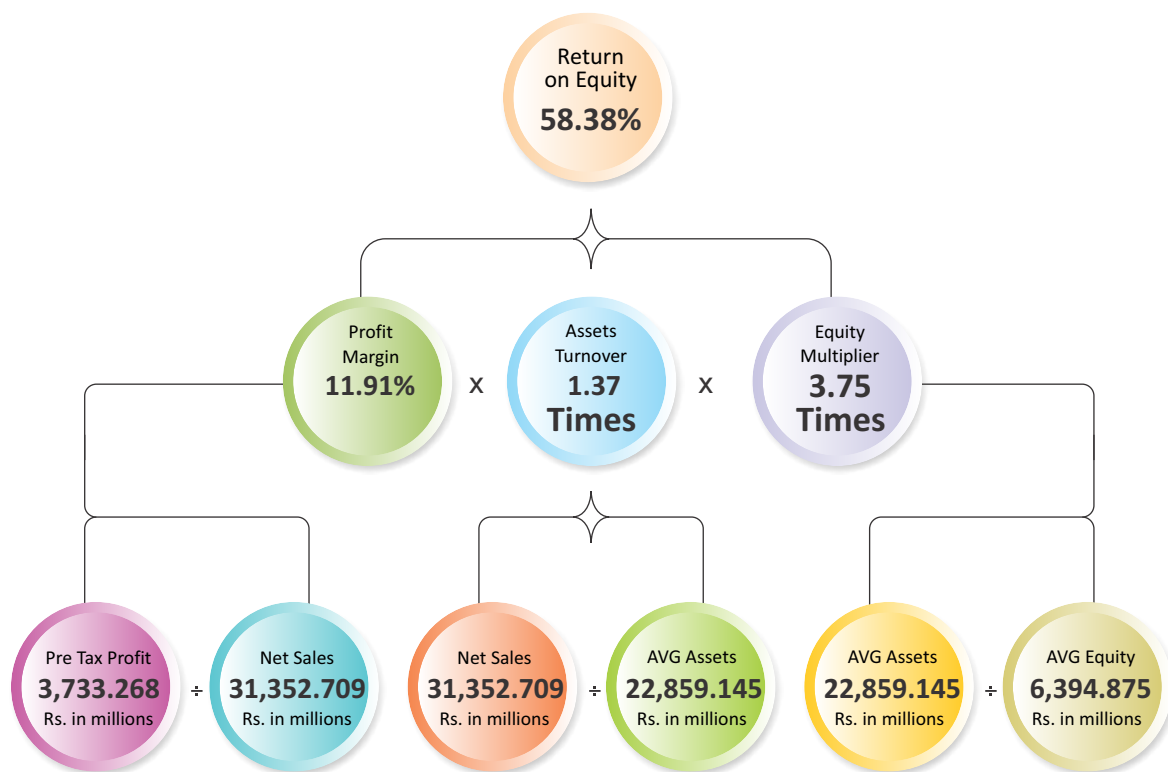 Return
on Equity
58.38%
Profit
Margin
11.91%
x
Assets
Turnover
1.37
Times
x
Equity
Multiplier
3.75
Times
Pre Tax Profit
3,733.268
Rs. in millions
÷
Net Sales
31,352.709
Rs. in millions
Net Sales
31,352.709
Rs. in millions
÷
AVG Assets
22,859.145
Rs. in millions
AVG Assets
22,859.145
Rs. in millions
÷
AVG Equity
6,394.875
Rs. in millions